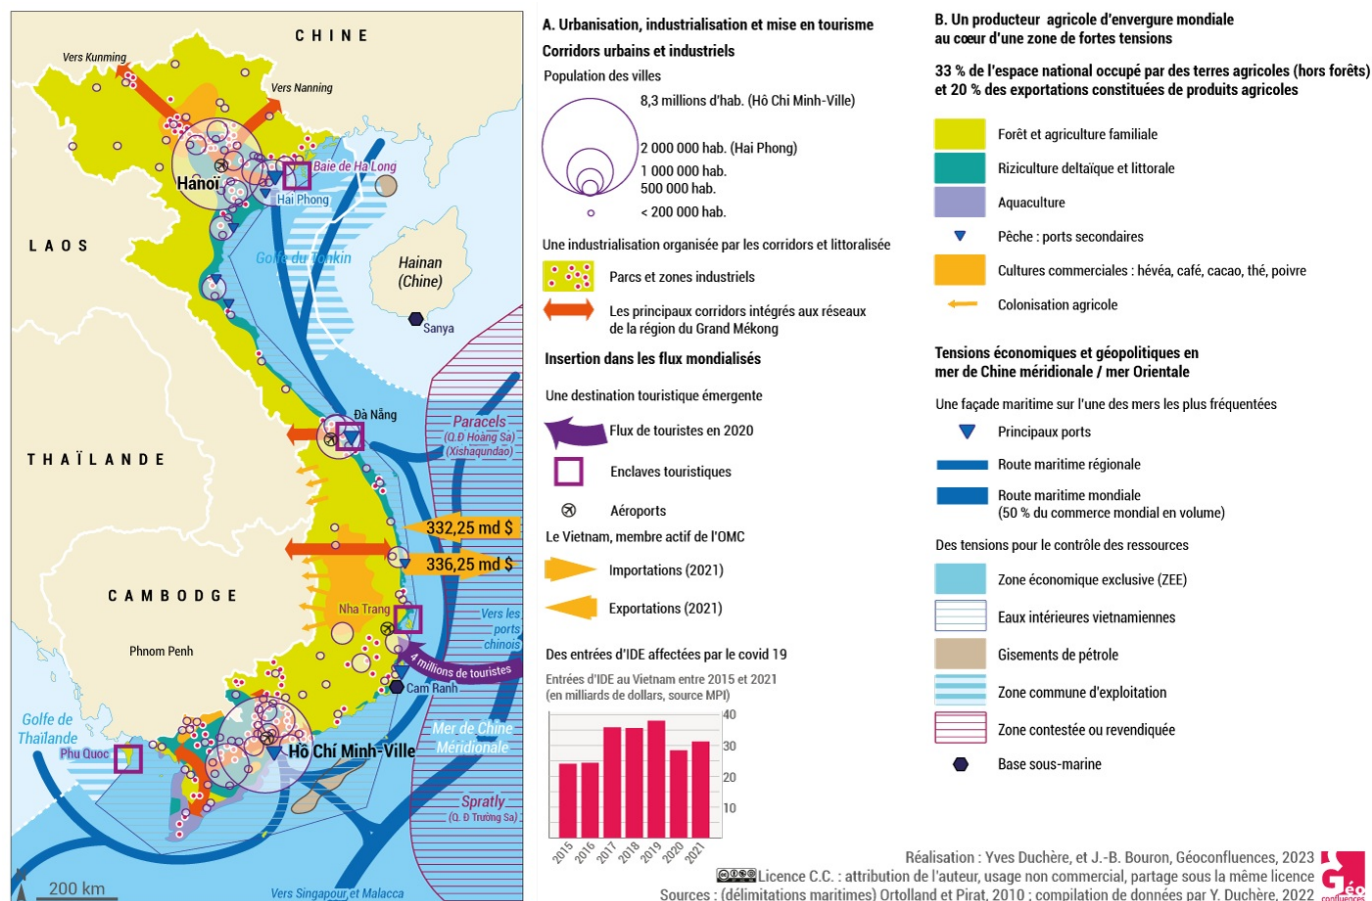 CHINE
Vers Kunming
Vers Nanning
Hanoï
Baie de Ha Long
Hai Phong
LAOS
Golfe du Tonkin
Hainan
(Chine)
Sanya
Đà Nẵng
Paracels
(Q.Đ Hoàng Sa)
(Xishaqundao)
THAÏLANDE
332,25 md $
336,25 md $
CAMBODGE
Nha Trang
Vers les
ports
chinois
Phnom Penh
4 millions de touristes
Cam Ranh
Golfe de
Thaïlande
Mer de Chine
Méridionale
Phu Quoc
Hô Chí Minh-Ville
Spratly
(Q. Đ Trường Sa)
200 km
Vers Singapour et Malacca
A. Urbanisation, industrialisation et mise en tourisme
Corridors urbains et industriels
Population des villes
8,3 millions d'hab. (Hô Chi Minh-Ville)
2 000 000 hab. (Hai Phong)
1 000 000 hab.
500 000 hab.
< 200 000 hab.
Une industrialisation organisée par les corridors et littoralisée
Parcs et zones industriels
Les principaux corridors intégrés aux réseaux
de la région du Grand Mékong
Insertion dans les flux mondialisés
Une destination touristique émergente
Flux de touristes en 2020
Enclaves touristiques
Aéroports
Le Vietnam, membre actif de l'OMC
Importations (2021)
Exportations (2021)
Des entrées d'IDE affectées par le covid 19
Entrées d'IDE au Vietnam entre 2015 et 2021
(en milliards de dollars, source MPI)
40
30
20
10
2015
2016
2017
2018
2019
2020
2021
B. Un producteur agricole d'envergure mondiale
au cœur d'une zone de fortes tensions
33 % de l'espace national occupé par des terres agricoles (hors forêts)
et 20 % des exportations constituées de produits agricoles
Forêt et agriculture familiale
Riziculture deltaïque et littorale
Aquaculture
Pêche : ports secondaires
Cultures commerciales : hévéa, café, cacao, thé, poivre
Colonisation agricole
Tensions économiques et géopolitiques en
mer de Chine méridionale / mer Orientale
Une façade maritime sur l'une des mers les plus fréquentées
Principaux ports
Route maritime régionale
Route maritime mondiale
(50 % du commerce mondial en volume)
Des tensions pour le contrôle des ressources
Zone économique exclusive (ZEE)
Eaux intérieures vietnamiennes
Gisements de pétrole
Zone commune d'exploitation
Zone contestée ou revendiquée
Base sous-marine
Réalisation : Yves Duchère, et J.-B. Bouron, Géoconfluences, 2023
Licence C.C. : attribution de l'auteur, usage non commercial, partage sous la même licence
Sources : (délimitations maritimes) Ortolland et Pirat, 2010 ; compilation de données par Y. Duchère, 2022
Géo
confluences